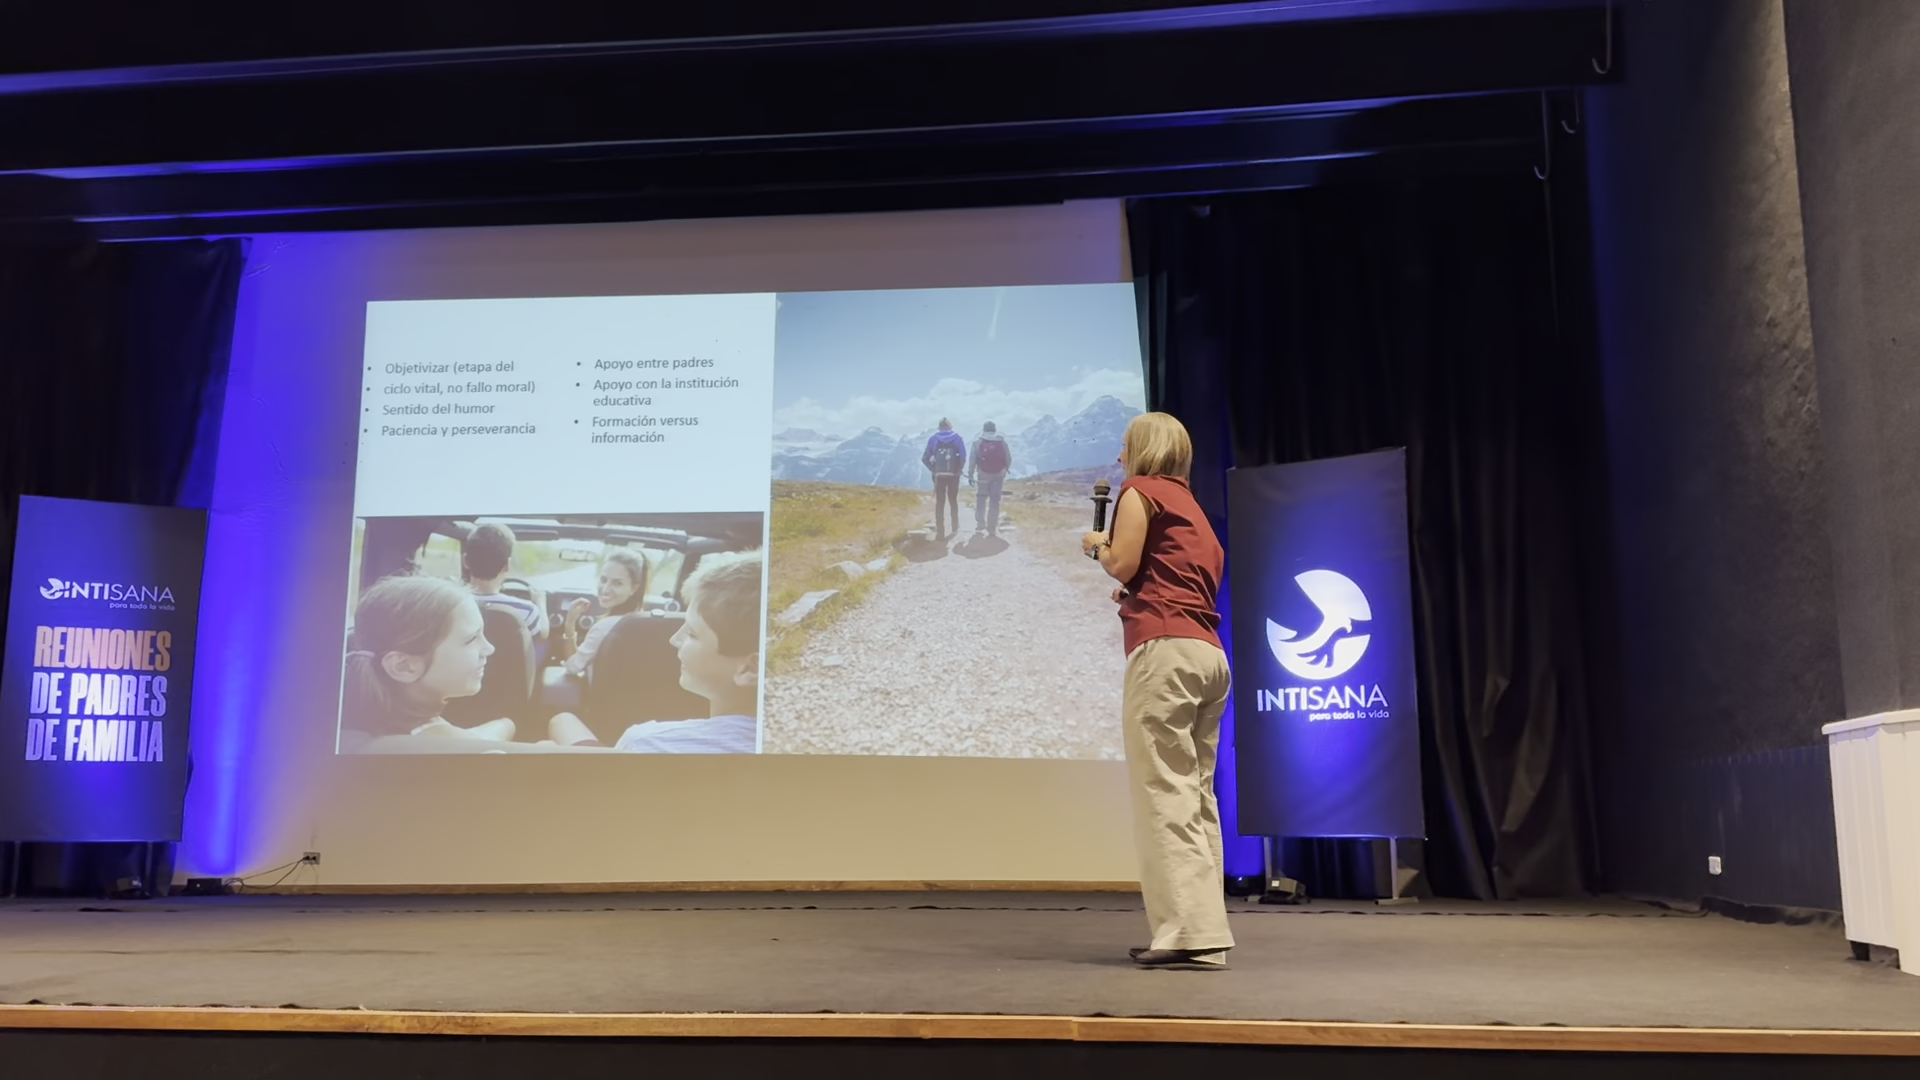 • Objetivizar (etapa del
• ciclo vital, no fallo moral)
• Sentido del humor
• Paciencia y perseverancia
• Apoyo entre padres
• Apoyo con la institución
educativa
• Formación versus
información
INTISANA
para toda la vida
REUNIONES
DE PADRES
DE FAMILIA
INTISANA
para toda la vida